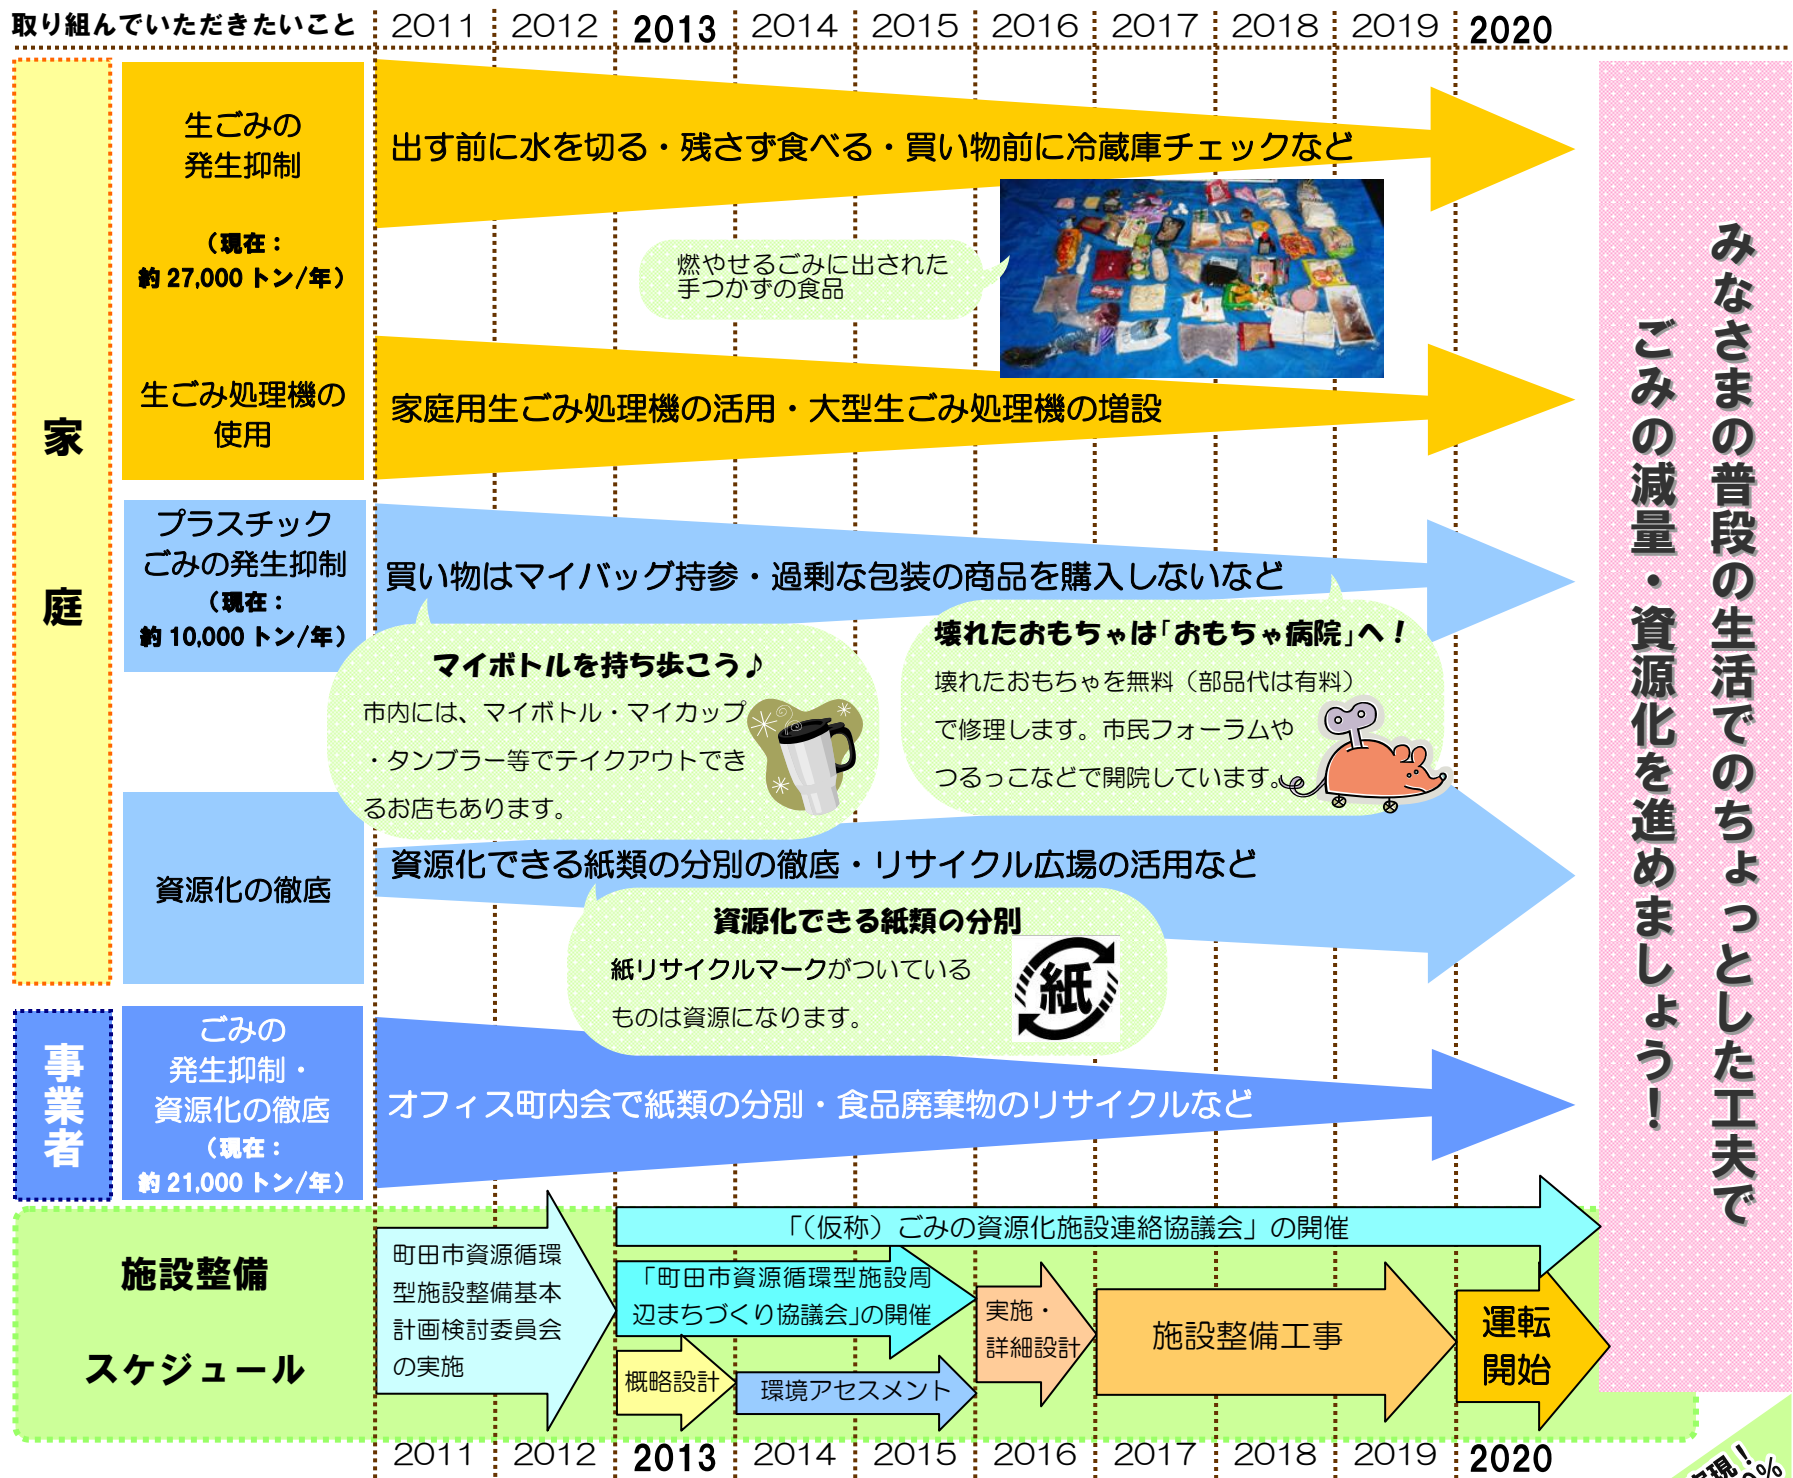 取り組んでいただきたいこと 2011 2012 2013 2014 2015 2016 2017 2018 2019 2020
家庭
生ごみの
発生抑制
（現在：
約 27,000 トン/年）
出す前に水を切る・残さず食べる・買い物前に冷蔵庫チェックなど
燃やせるごみに出された
手つかずの食品
生ごみ処理機の
使用
家庭用生ごみ処理機の活用・大型生ごみ処理機の増設
プラスチック
ごみの発生抑制
（現在：
約 10,000 トン/年）
買い物はマイバッグ持参・過剰な包装の商品を購入しないなど
マイボトルを持ち歩こう♪
市内には、マイボトル・マイカップ
・タンブラー等でテイクアウトでき
るお店もあります。
壊れたおもちゃは「おもちゃ病院」へ！
壊れたおもちゃを無料（部品代は有料）
で修理します。市民フォーラムや
つるっこなどで開院しています。
資源化の徹底
資源化できる紙類の分別の徹底・リサイクル広場の活用など
資源化できる紙類の分別
紙リサイクルマークがついている
ものは資源になります。
紙
事業者
ごみの
発生抑制・
資源化の徹底
（現在：
約 21,000 トン/年）
オフィス町内会で紙類の分別・食品廃棄物のリサイクルなど
みなさまの普段の生活でのちょっとした工夫で
ごみの減量・資源化を進めましょう！
施設整備
スケジュール
町田市資源循環
型施設整備基本
計画検討委員会
の実施
「（仮称）ごみの資源化施設連絡協議会」の開催
「町田市資源循環型施設周
辺まちづくり協議会」の開催
概略設計
環境アセスメント
実施・
詳細設計
施設整備工事
運転
開始
2011 2012 2013 2014 2015 2016 2017 2018 2019 2020
現！
%